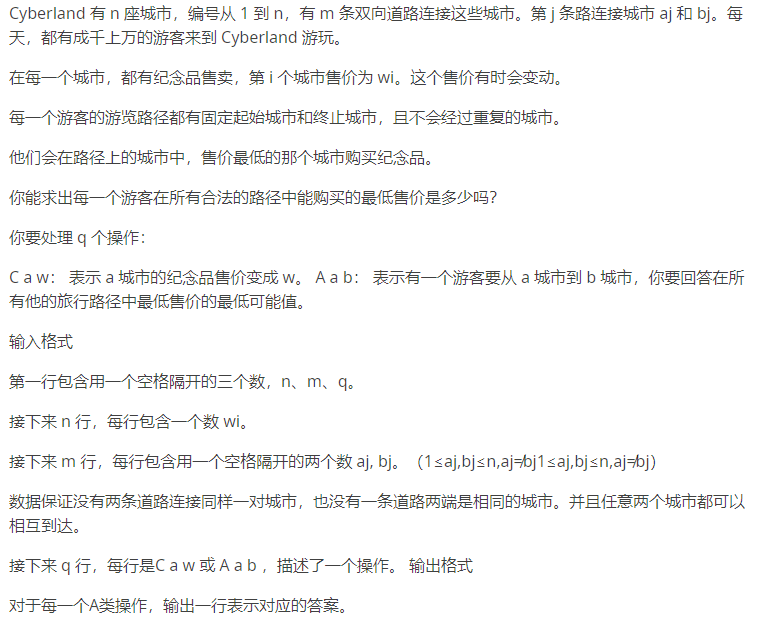 Cyberland 有 n 座城市，编号从 1 到 n，有 m 条双向道路连接这些城市。第 j 条路连接城市 aj 和 bj。每
天，都有成千上万的游客来到 Cyberland 游玩。
在每一个城市，都有纪念品售卖，第 i 个城市售价为 wi。这个售价有时会变动。
每一个游客的游览路径都有固定起始城市和终止城市，且不会经过重复的城市。
他们会在路径上的城市中，售价最低的那个城市购买纪念品。
你能求出每一个游客在所有合法的路径中能购买的最低售价是多少吗？
你要处理 q 个操作：
C a w： 表示 a 城市的纪念品售价变成 w。 A a b： 表示有一个游客要从 a 城市到 b 城市，你要回答在所
有他的旅行路径中最低售价的最低可能值。
输入格式
第一行包含用一个空格隔开的三个数，n、m、q。
接下来 n 行，每行包含一个数 wi。
接下来 m 行，每行包含用一个空格隔开的两个数 aj, bj。（1≤aj,bj≤n,aj≠bj1≤aj,bj≤n,aj≠bj）
数据保证没有两条道路连接同样一对城市，也没有一条道路两端是相同的城市。并且任意两个城市都可以
相互到达。
接下来 q 行，每行是C a w 或 A a b ，描述了一个操作。 输出格式
对于每一个A类操作，输出一行表示对应的答案。